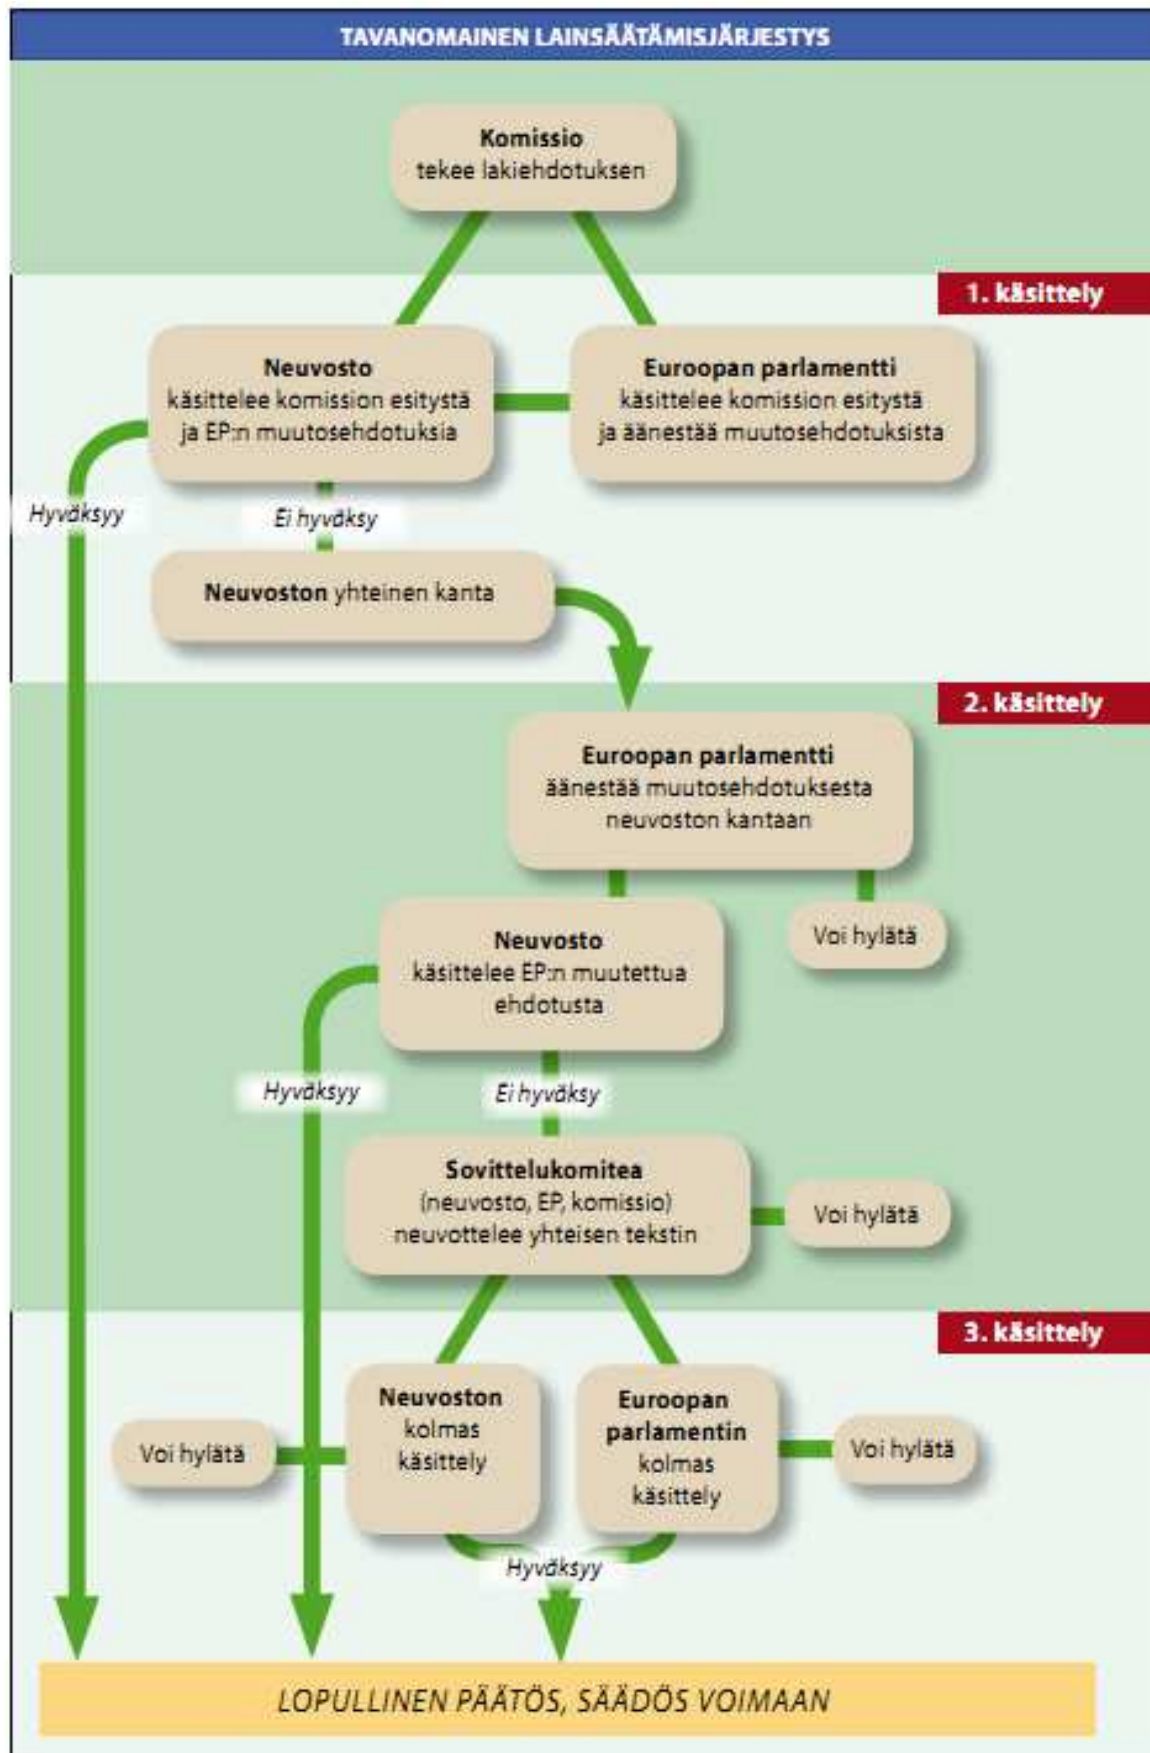 TAVANOMAINEN LAINSÄÄTÄMISJÄRJESTYS
Komissio
tekee lakiehdotuksen
1. käsittely
Neuvosto
käsittelee komission esitystä
ja EP:n muutosehdotuksia
Euroopan parlamentti
käsittelee komission esitystä
ja äänestää muutosehdotuksista
Hyväksyy
Ei hyväksy
Neuvoston yhteinen kanta
2. käsittely
Euroopan parlamentti
äänestää muutosehdotuksesta
neuvoston kantaan
Neuvosto
käsittelee EP:n muutettua
ehdotusta
Voi hylätä
Hyväksyy
Ei hyväksy
Sovittelukomitea
(neuvosto, EP, komissio)
neuvottelee yhteisen tekstin
Voi hylätä
3. käsittely
Voi hylätä
Neuvoston
kolmas
käsittely
Euroopan
parlamentin
kolmas
käsittely
Voi hylätä
Hyväksyy
LOPULLINEN PÄÄTÖS, SÄÄDÖS VOIMAAN